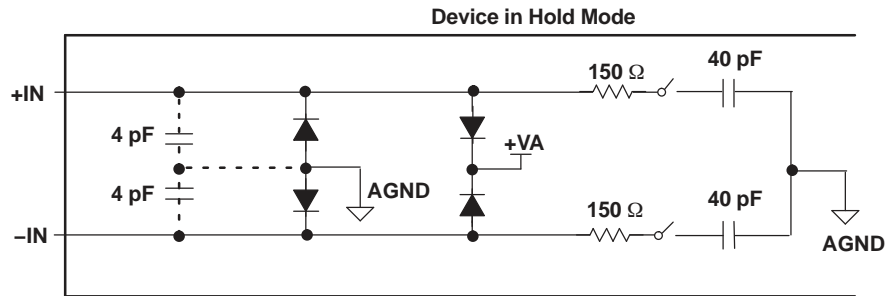 Device in Hold Mode
40 pF
150 Ω
+IN
4 pF
+VA
4 pF
AGND
40 pF
150 Ω
−IN
AGND